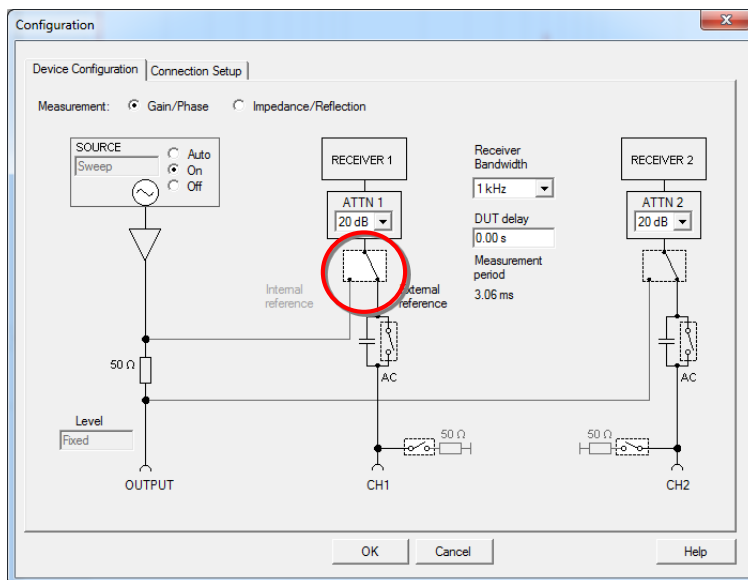 Configuration
Device Configuration
Connection Setup
Measurement:
Gain/Phase
Impedance/Reflection
SOURCE
Sweep
Auto
On
Off
RECEIVER 1
ATTN 1
20 dB
Receiver
Bandwidth
1 kHz
DUT delay
0.00 s
Measurement
period
3.06 ms
RECEIVER 2
ATTN 2
20 dB
Internal
reference
External
reference
50 Ω
AC
AC
Level
Fixed
50 Ω
50 Ω
OUTPUT
CH1
CH2
OK
Cancel
Help